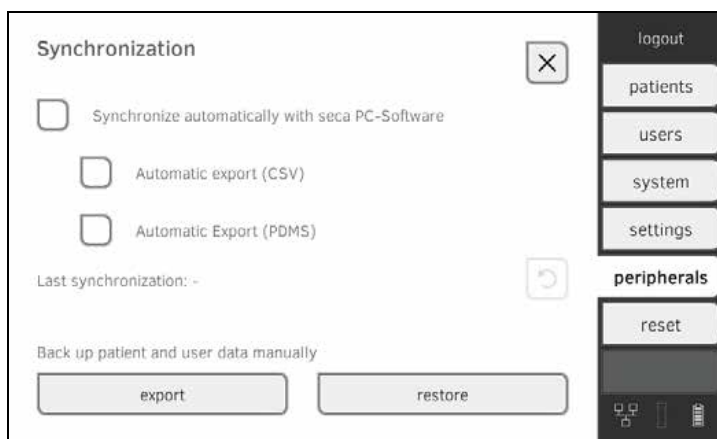 Synchronization
Synchronize automatically with seca PC-Software
Automatic export (CSV)
Automatic Export (PDMS)
Last synchronization: -
Back up patient and user data manually
export
restore
logout
patients
users
system
settings
peripherals
reset